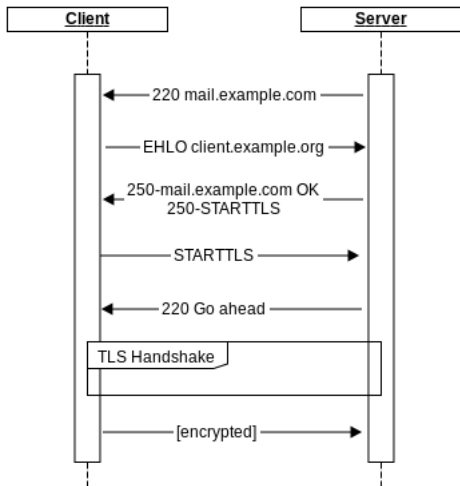 Client
Server
220 mail.example.com
EHLO client.example.org
250-mail.example.com OK
250-STARTTLS
STARTTLS
220 Go ahead
TLS Handshake
[encrypted]